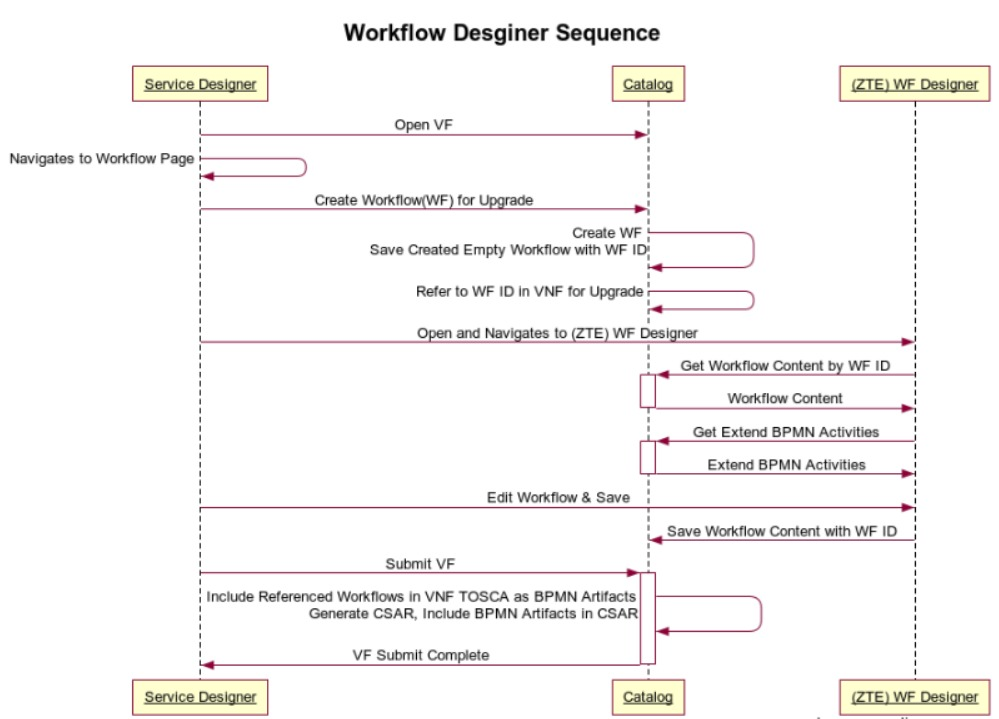 Workflow Desginer Sequence
Service Designer
Catalog
(ZTE) WF Designer
Open VF
Navigates to Workflow Page
Create Workflow(WF) for Upgrade
Create WF
Save Created Empty Workflow with WF ID
Refer to WF ID in VNF for Upgrade
Open and Navigates to (ZTE) WF Designer
Get Workflow Content by WF ID
Workflow Content
Get Extend BPMN Activities
Extend BPMN Activities
Edit Workflow & Save
Save Workflow Content with WF ID
Submit VF
Include Referenced Workflows in VNF TOSCA as BPMN Artifacts
Generate CSAR, Include BPMN Artifacts in CSAR
VF Submit Complete
Service Designer
Catalog
(ZTE) WF Designer